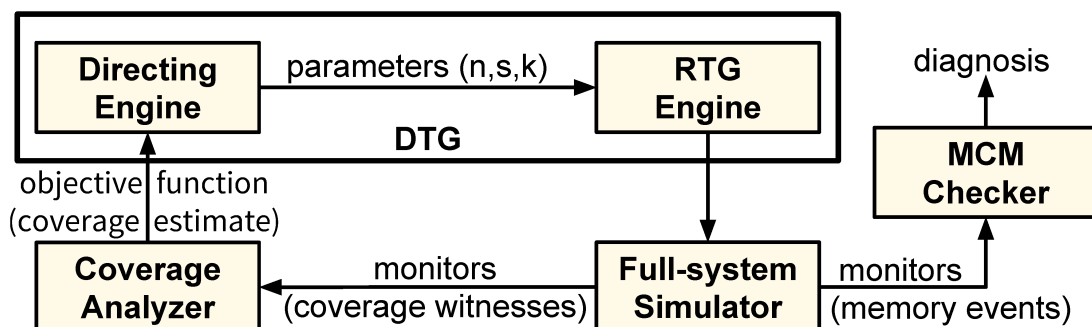 Directing
Engine
parameters (n,s,k)
RTG
Engine
DTG
diagnosis
MCM
Checker
objective function
(coverage estimate)
Coverage
Analyzer
monitors
(coverage witnesses)
Full-system
Simulator
monitors
(memory events)